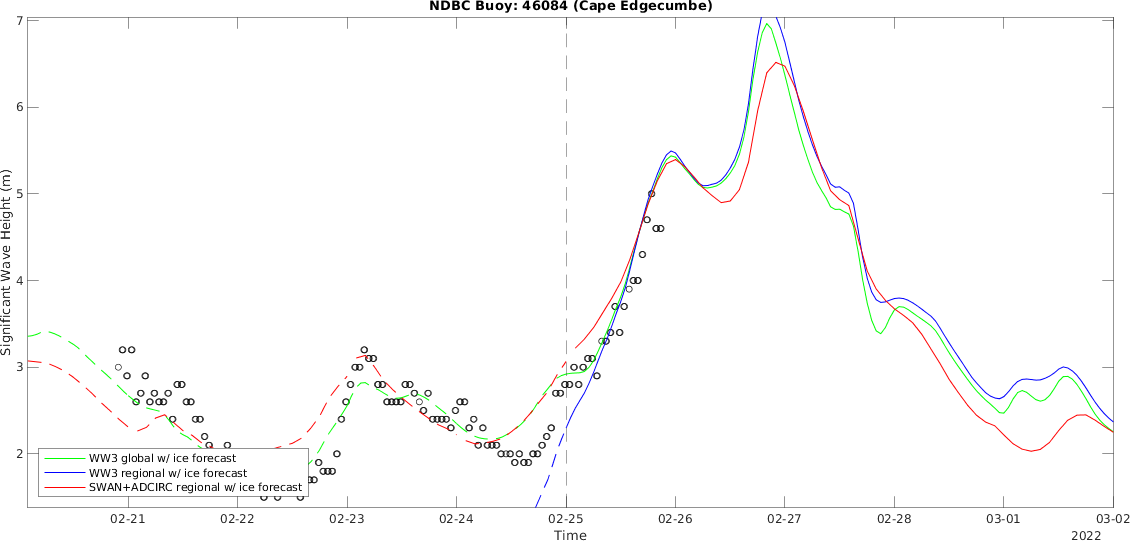 NDBC Buoy: 46084 (Cape Edgecumbe)
7
6
5
4
3
2
Significant Wave Height (m)
WW3 global w/ ice forecast
WW3 regional w/ ice forecast
SWAN+ADCIRC regional w/ ice forecast
02-21 02-22 02-23 02-24 02-25 02-26 02-27 02-28 03-01 03-02
Time
2022